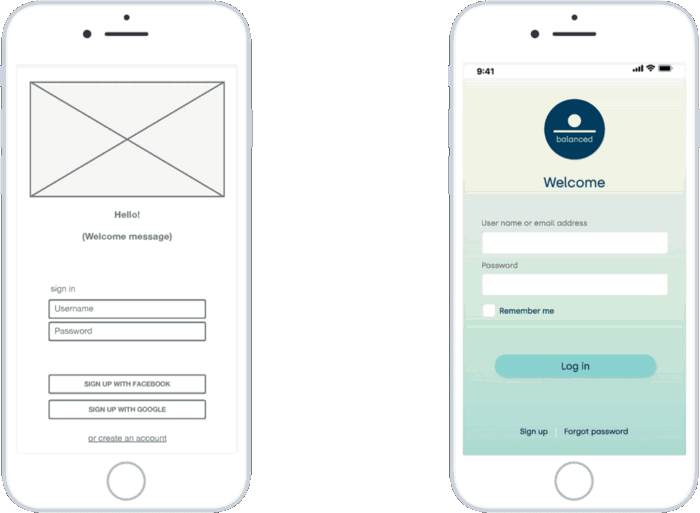 Hello!
(Welcome message)
sign in
Username
Password
SIGN UP WITH FACEBOOK
SIGN UP WITH GOOGLE
or create an account
9:41
balanced
Welcome
User name or email address
Password
Remember me
Log in
Sign up
Forgot password